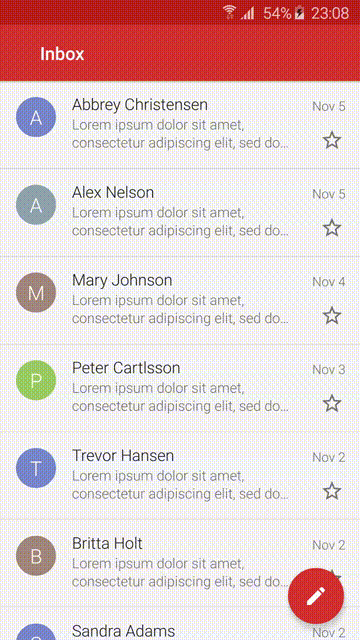 54% 23:08
Inbox
A Abbrey Christensen Nov 5
Lorem ipsum dolor sit amet,
consectetur adipiscing elit, sed do...
A Alex Nelson Nov 5
Lorem ipsum dolor sit amet,
consectetur adipiscing elit, sed do...
M Mary Johnson Nov 4
Lorem ipsum dolor sit amet,
consectetur adipiscing elit, sed do...
P Peter Cartlsson Nov 3
Lorem ipsum dolor sit amet,
consectetur adipiscing elit, sed do...
T Trevor Hansen Nov 2
Lorem ipsum dolor sit amet,
consectetur adipiscing elit, sed do...
B Britta Holt Nov 2
Lorem ipsum dolor sit amet,
consectetur adipiscing elit, sed do...
Sandra Adams Nov 2